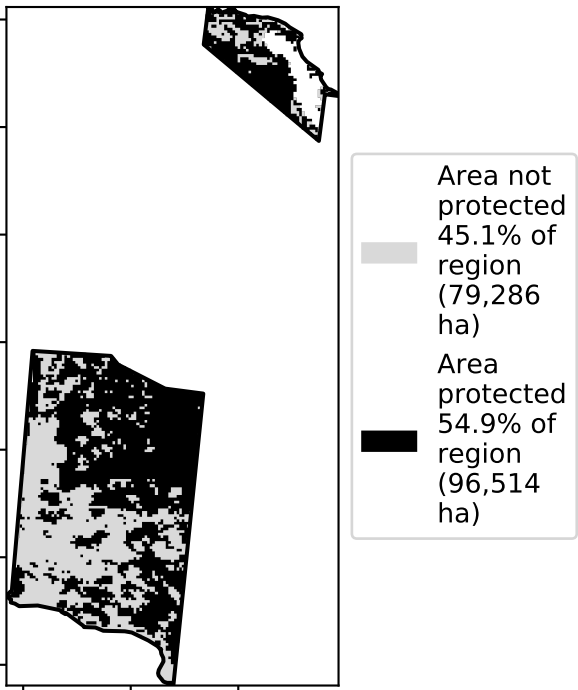 Area not
protected
45.1% of
region
(79,286
ha)
Area
protected
54.9% of
region
(96,514
ha)